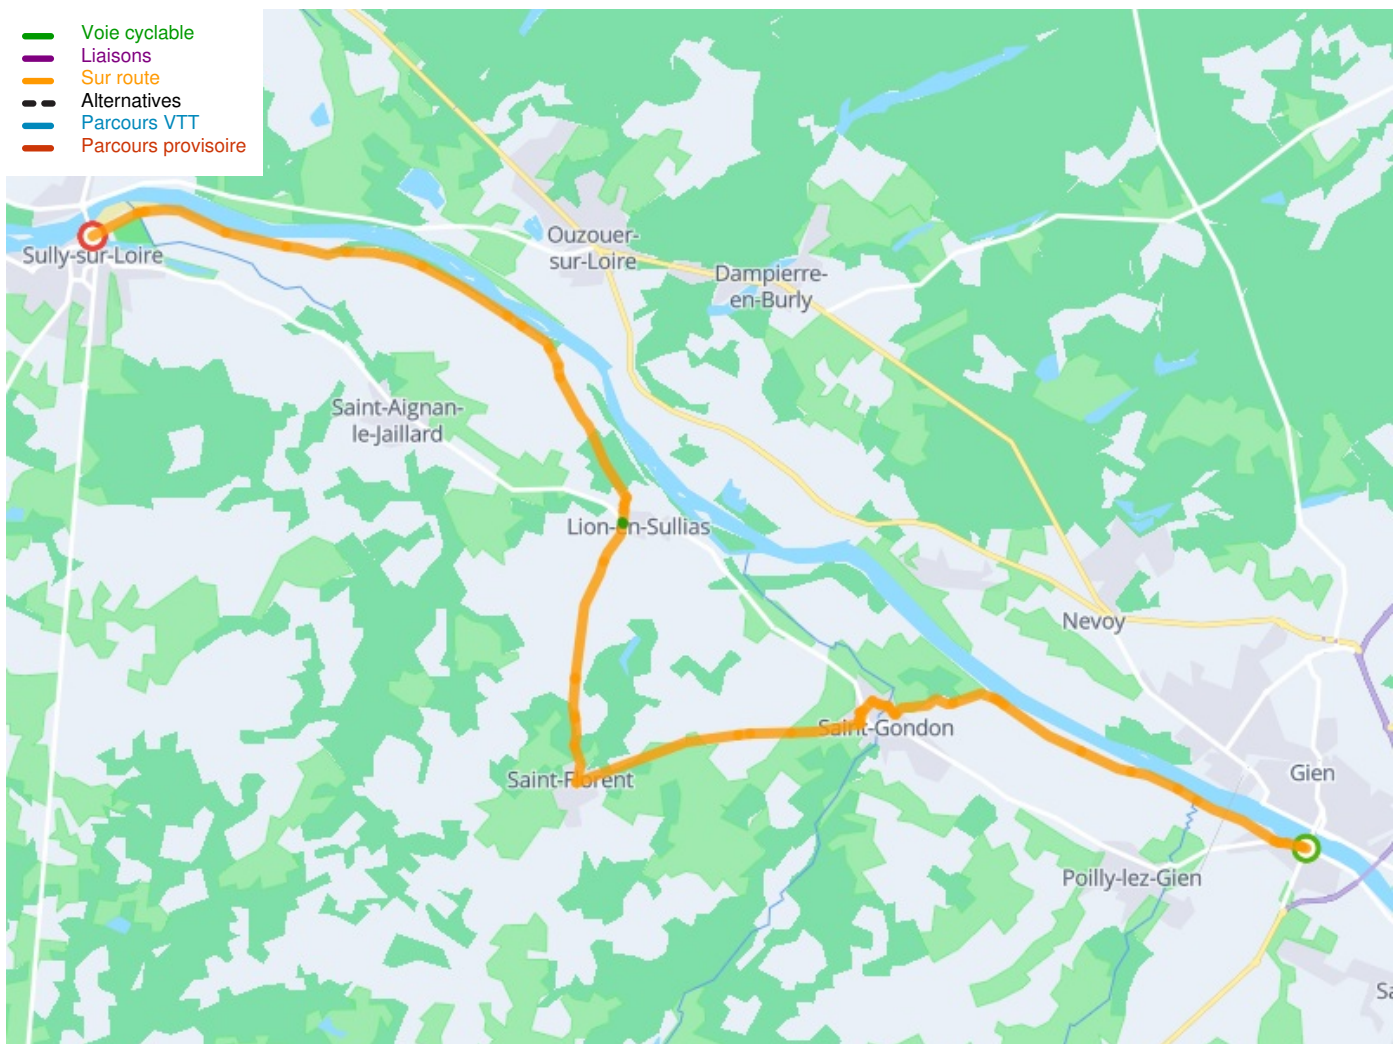 Voie cyclable
Liaisons
Sur route
Alternatives
Parcours VTT
Parcours provisoire
Ouzouer-
sur-Loire
Sully-sur-Loire
Dampierre-
en-Burly
Saint-Aignan-
le-Jaillard
Lion-en-Sullias
Nevoy
Saint-Gondon
Saint-Florent
Gien
Poilly-lez-Gien
Sa